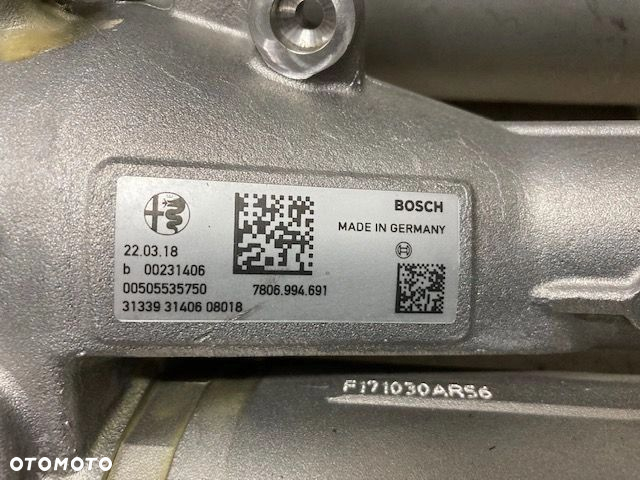 BOSCH
MADE IN GERMANY
22.03.18
b 00231406
00505535750 7806.994.691
31339 31406 08018
F171030ARS6
OTOMOTO